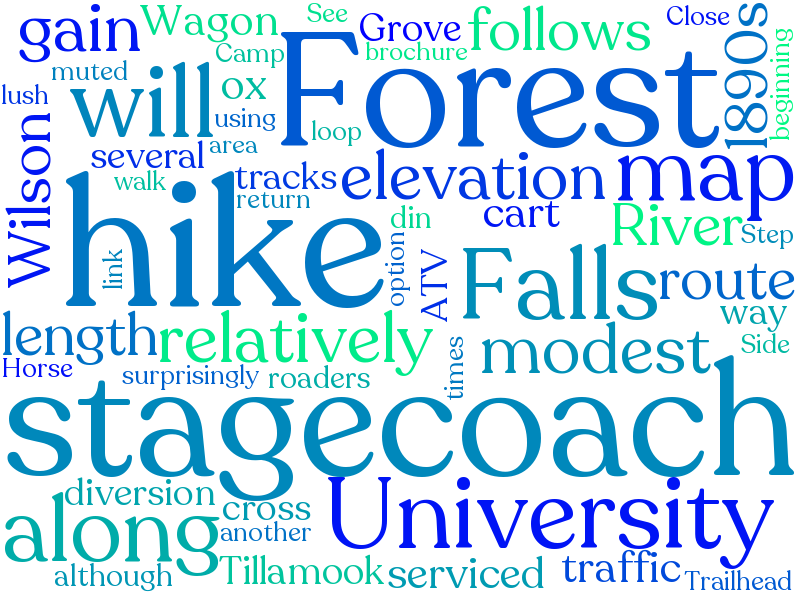 gain
Wagon
See
Grove
follows
Close
1890s
Camp
brochure
Forest
beginning
muted
will
ox
lush
using
loop
Wilson
several
area
map
walk
tracks
elevation
hike
return
din
cart
River
Step
link
option
ATV
Falls
route
way
length
relatively
times
modest
Side
Horse
surprisingly
roaders
stagecoach
diversion
University
along
cross
another
although
Tillamook
serviced
traffic
Trailhead